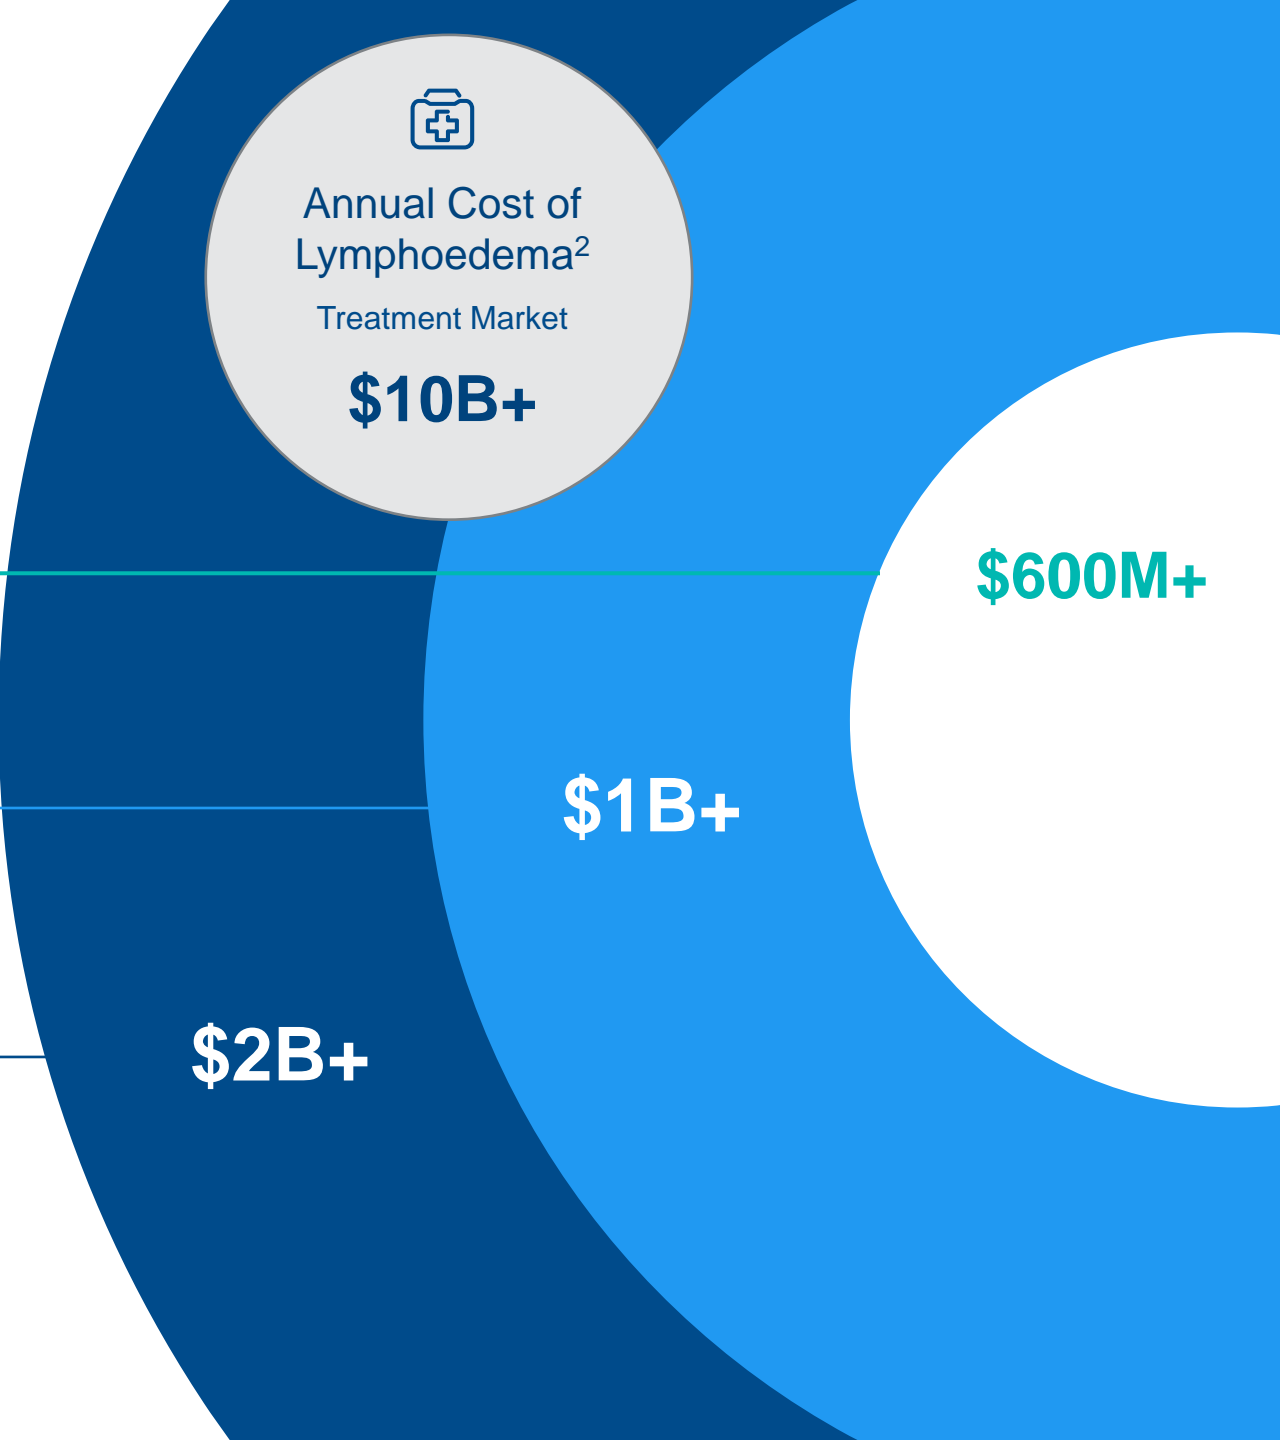 Annual Cost of
Lymphoedema²
Treatment Market
$10B+
$600M+
$1B+
$2B+